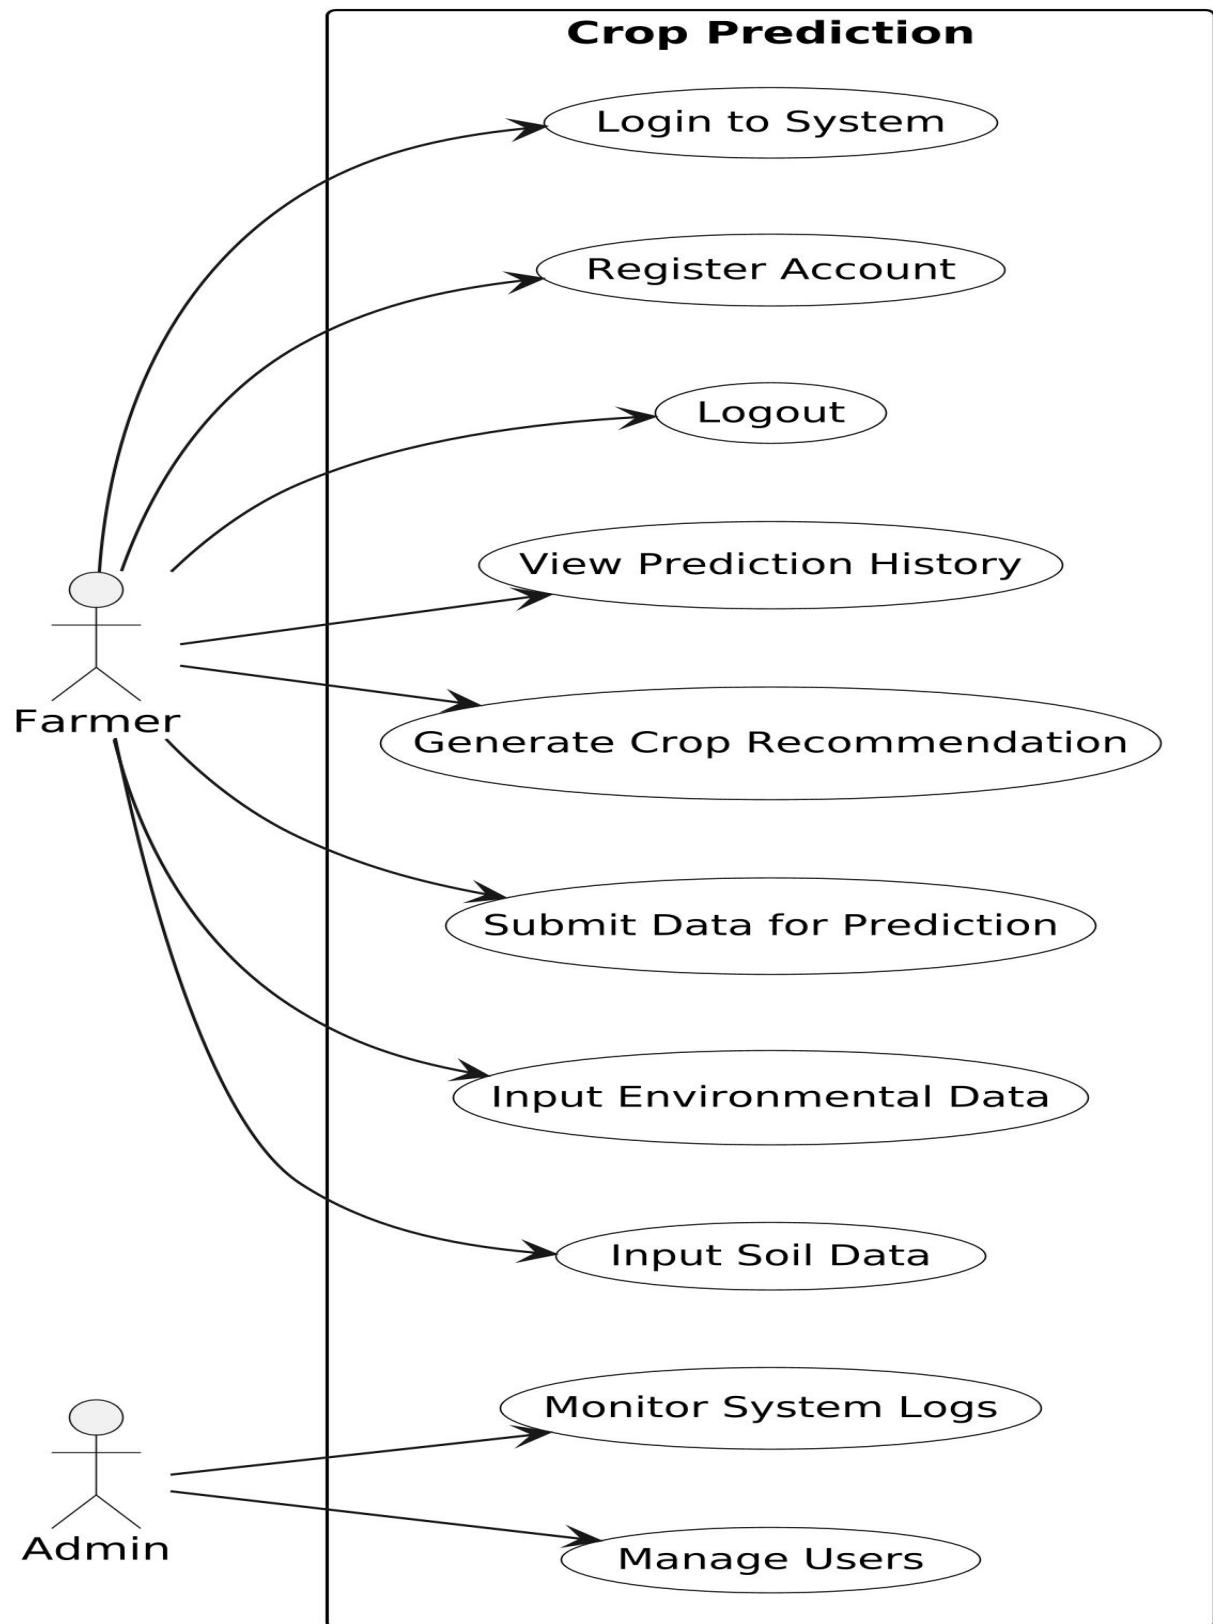 Crop Prediction
Login to System
Register Account
Logout
View Prediction History
Farmer
Generate Crop Recommendation
Submit Data for Prediction
Input Environmental Data
Input Soil Data
Monitor System Logs
Admin
Manage Users